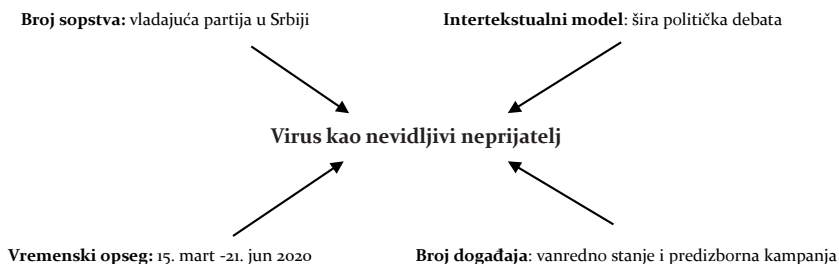 Broj sopstva: vladajuća partija u Srbiji
Intertekstualni model: šira politička debata
Virus kao nevidljivi neprijatelj
Vremenski opseg: 15. mart -21. jun 2020
Broj događaja: vanredno stanje i predizborna kampanja